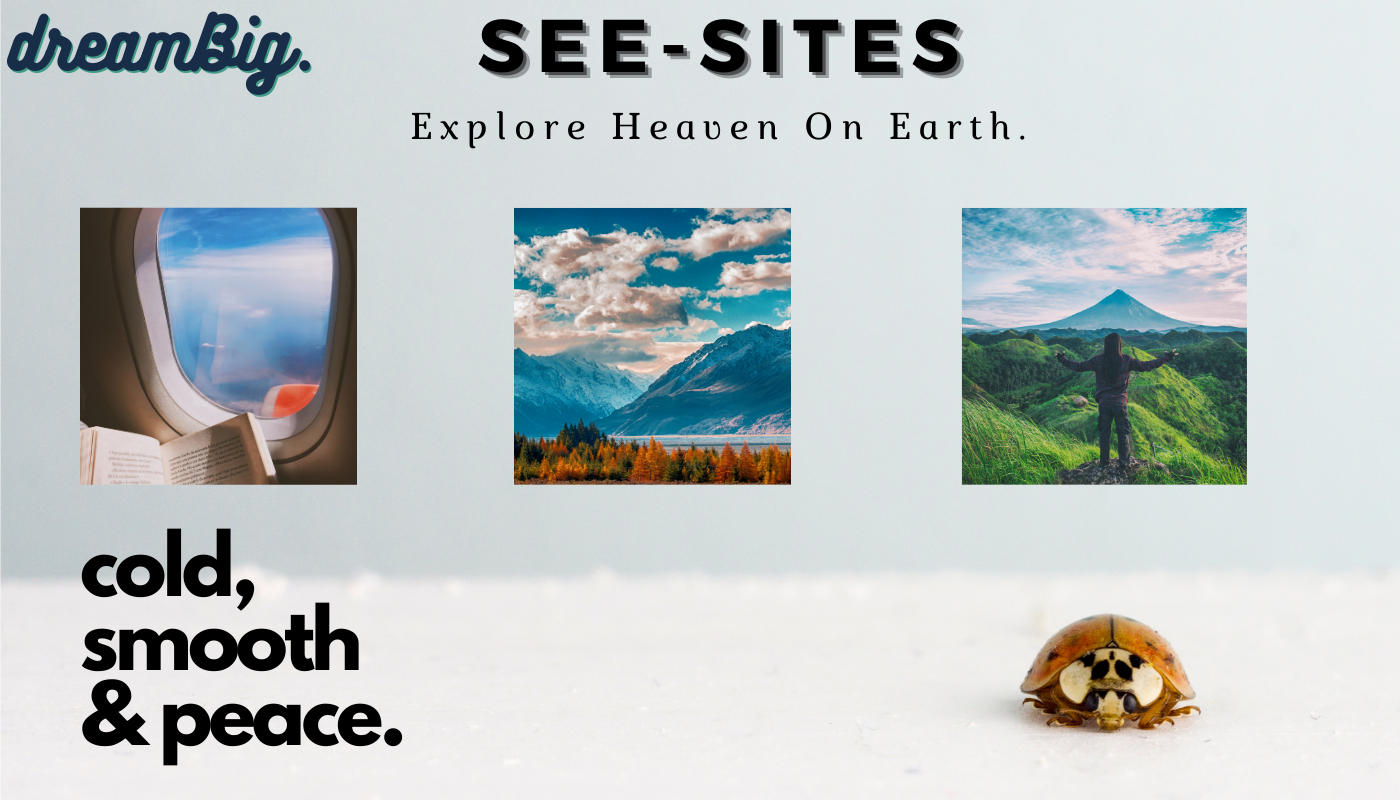 dreamBig.
SEE-SITES
Explore Heaven On Earth.
cold,
smooth
& peace.